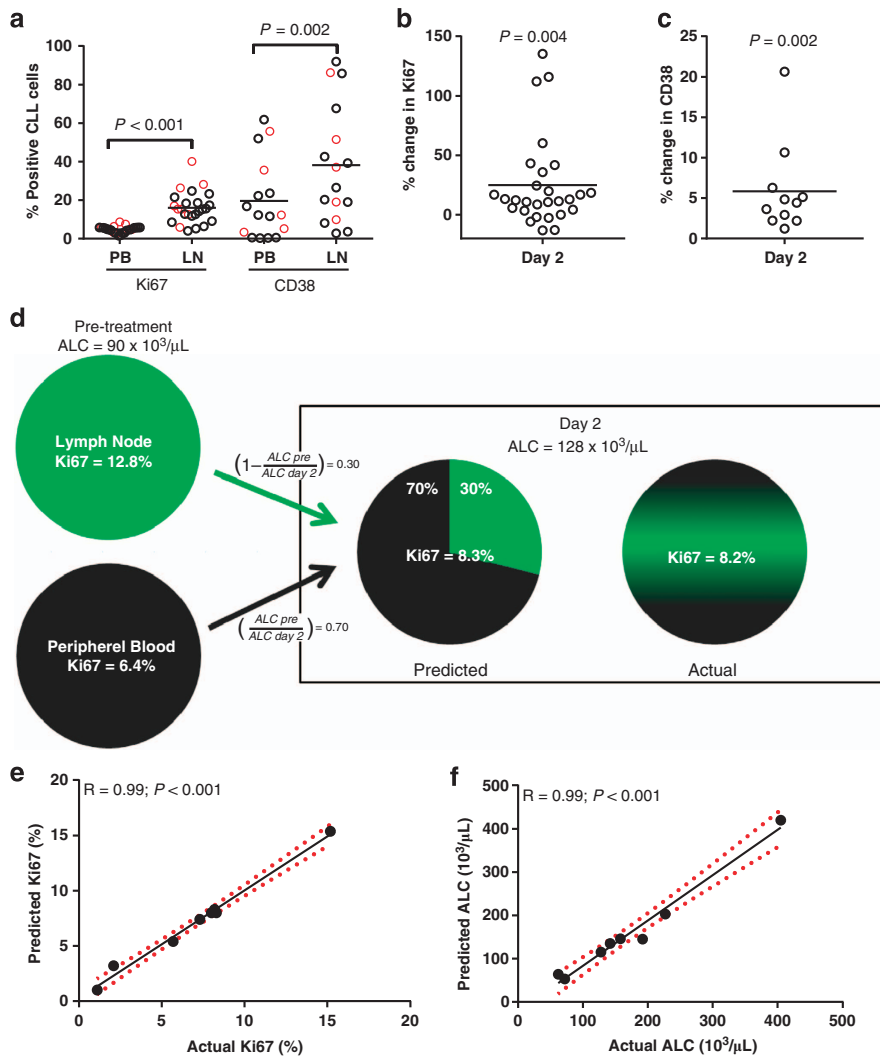 a
P = 0.002
P < 0.001
% Positive CLL cells
100
80
60
40
20
0
PB
LN
PB
LN
Ki67
CD38
b
P = 0.004
% change in Ki67
150
100
50
0
Day 2
c
P = 0.002
% change in CD38
25
20
15
10
5
0
Day 2
d
Pre-treatment
ALC = 90 x 10³/µL
Lymph Node
Ki67 = 12.8%
(1− ALC pre / ALC day 2) = 0.30
Peripherel Blood
Ki67 = 6.4%
(ALC pre / ALC day 2) = 0.70
Day 2
ALC = 128 x 10³/µL
70%
30%
Ki67 = 8.3%
Predicted
Ki67 = 8.2%
Actual
e
R = 0.99; P < 0.001
Predicted Ki67 (%)
20
15
10
5
0
0
5
10
15
20
Actual Ki67 (%)
f
R = 0.99; P < 0.001
Predicted ALC (10³/µL)
500
400
300
200
100
0
0
100
200
300
400
500
Actual ALC (10³/µL)